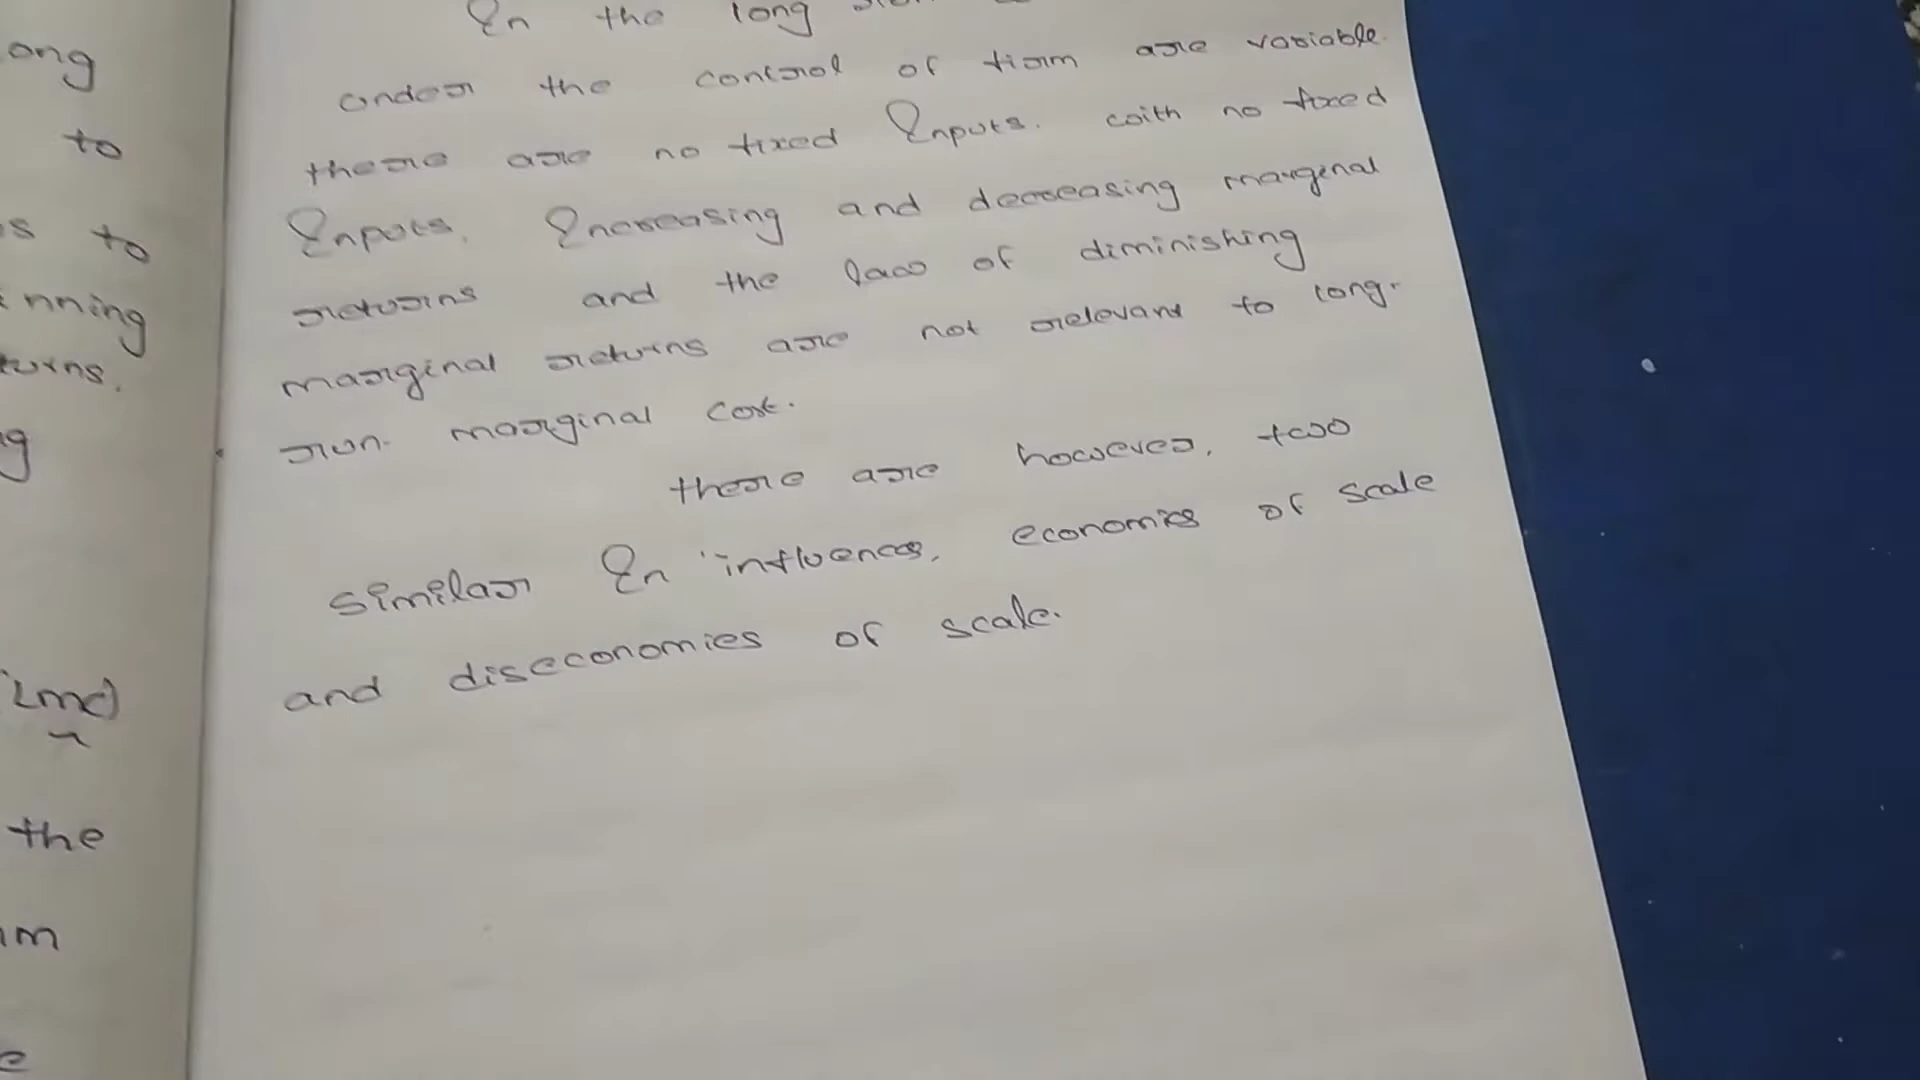 ong
to
s to
nning
turns.
g
(Lmc)
the
m
e
In the long
under the control of firm are variable.
there are no fixed Inputs. with no fixed
Inputs, Increasing and decreasing marginal
returns and the law of diminishing
marginal returns are not relevant to long-
run. marginal cost.
there are however, two
similar In influences, economies of scale
and diseconomies of scale.